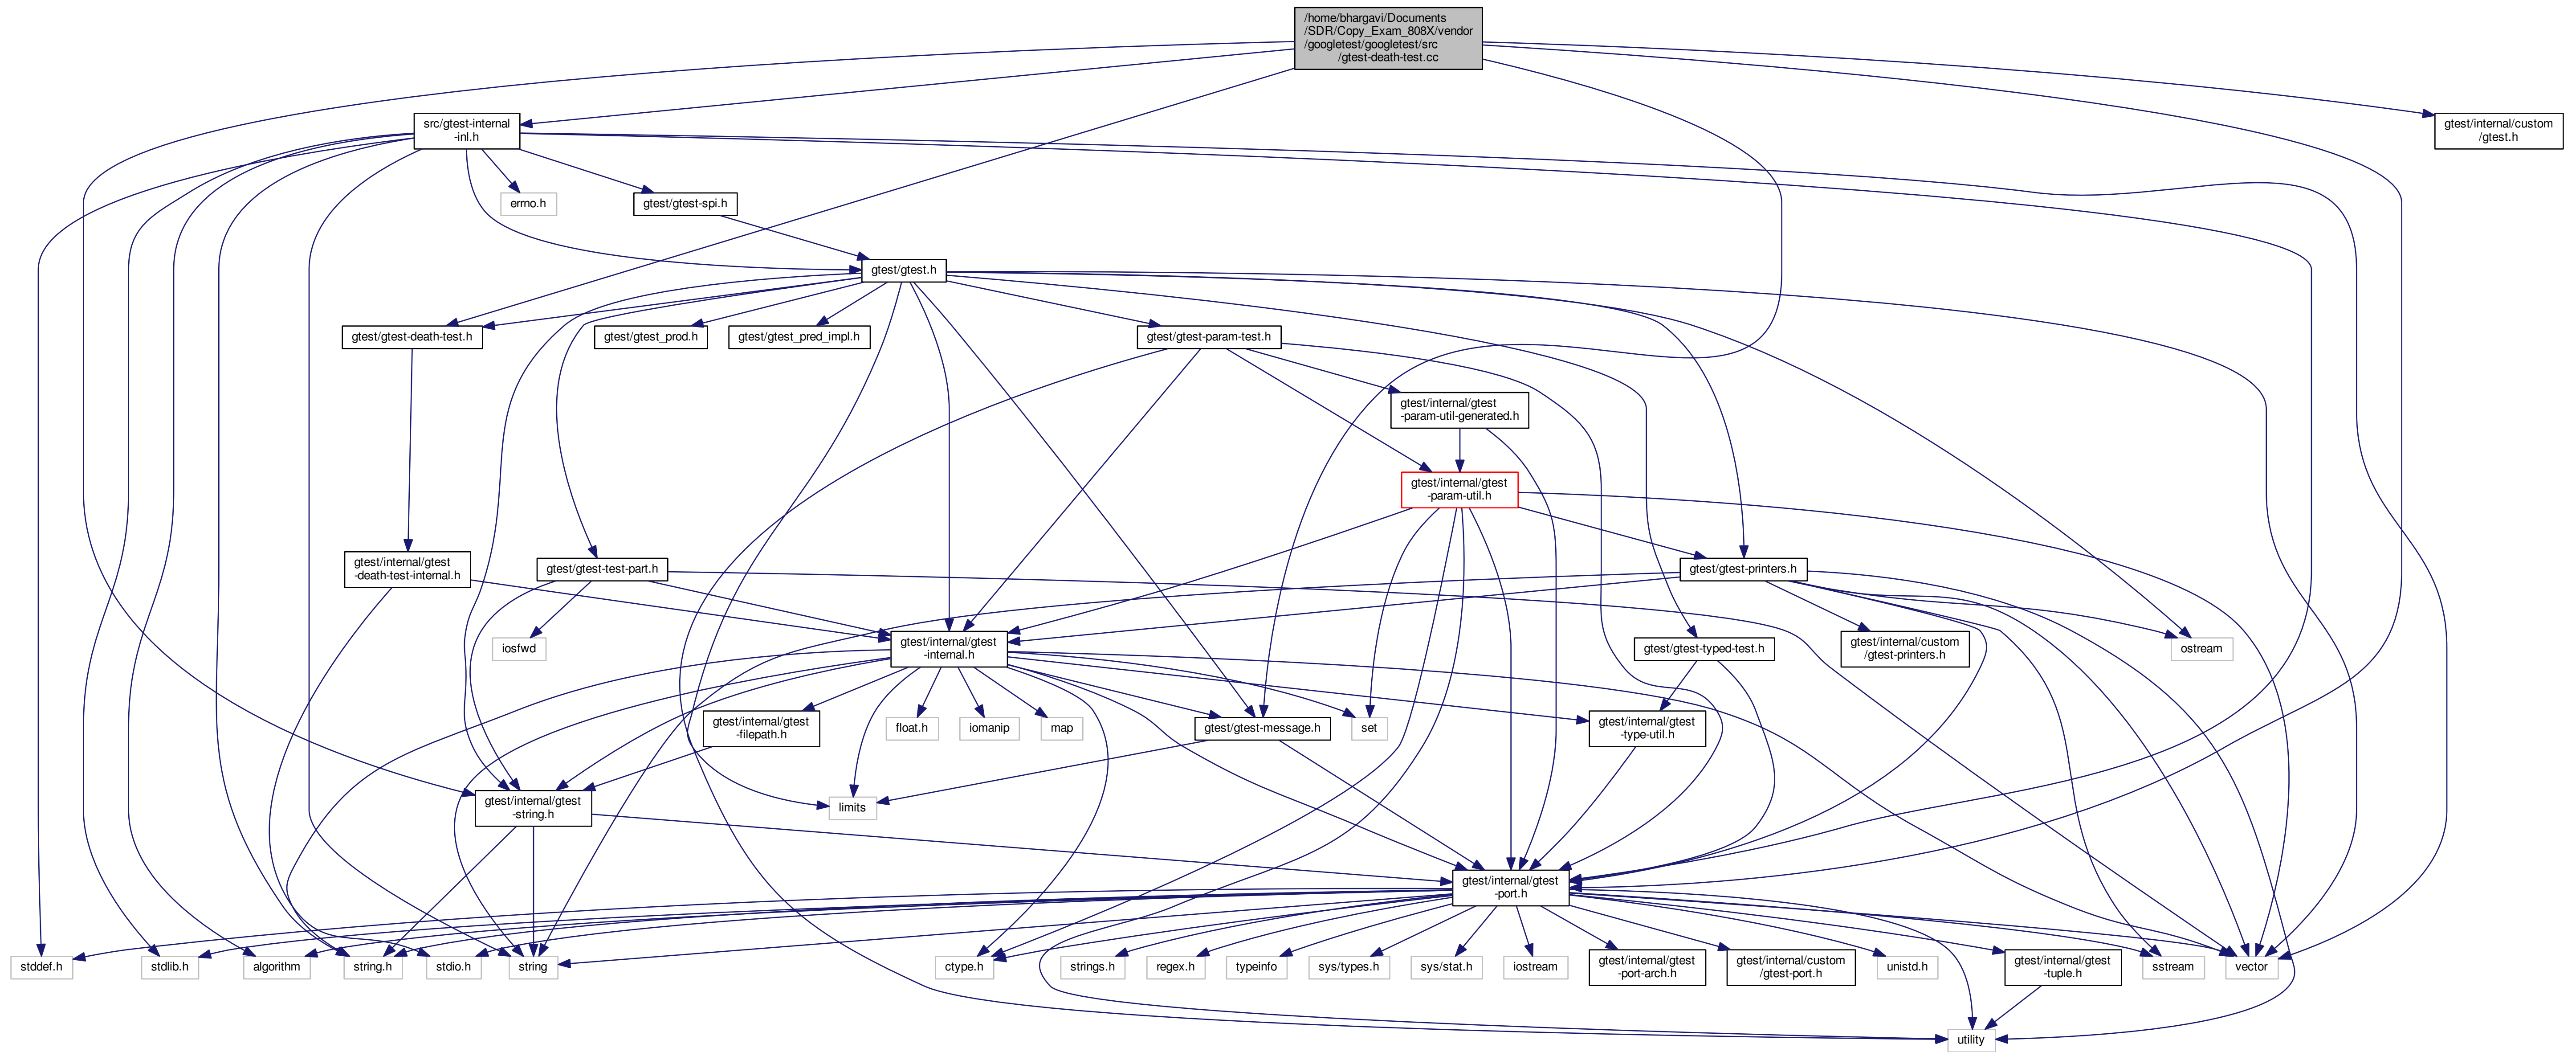 /home/bhargavi/Documents
/SDR/Copy_Exam_808X/vendor
/googletest/googletest/src
/gtest-death-test.cc
src/gtest-internal
-inl.h
gtest/internal/custom
/gtest.h
errno.h
gtest/gtest-spi.h
gtest/gtest.h
gtest/gtest-death-test.h
gtest/gtest_prod.h
gtest/gtest_pred_impl.h
gtest/gtest-param-test.h
gtest/internal/gtest
-param-util-generated.h
gtest/internal/gtest
-param-util.h
gtest/internal/gtest
-death-test-internal.h
gtest/gtest-test-part.h
gtest/gtest-printers.h
iosfwd
gtest/internal/gtest
-internal.h
gtest/gtest-typed-test.h
gtest/internal/custom
/gtest-printers.h
ostream
gtest/internal/gtest
-filepath.h
float.h
iomanip
map
gtest/gtest-message.h
set
gtest/internal/gtest
-type-util.h
gtest/internal/gtest
-string.h
limits
gtest/internal/gtest
-port.h
stddef.h
stdlib.h
algorithm
string.h
stdio.h
string
ctype.h
strings.h
regex.h
typeinfo
sys/types.h
sys/stat.h
iostream
gtest/internal/gtest
-port-arch.h
gtest/internal/custom
/gtest-port.h
unistd.h
gtest/internal/gtest
-tuple.h
sstream
vector
utility